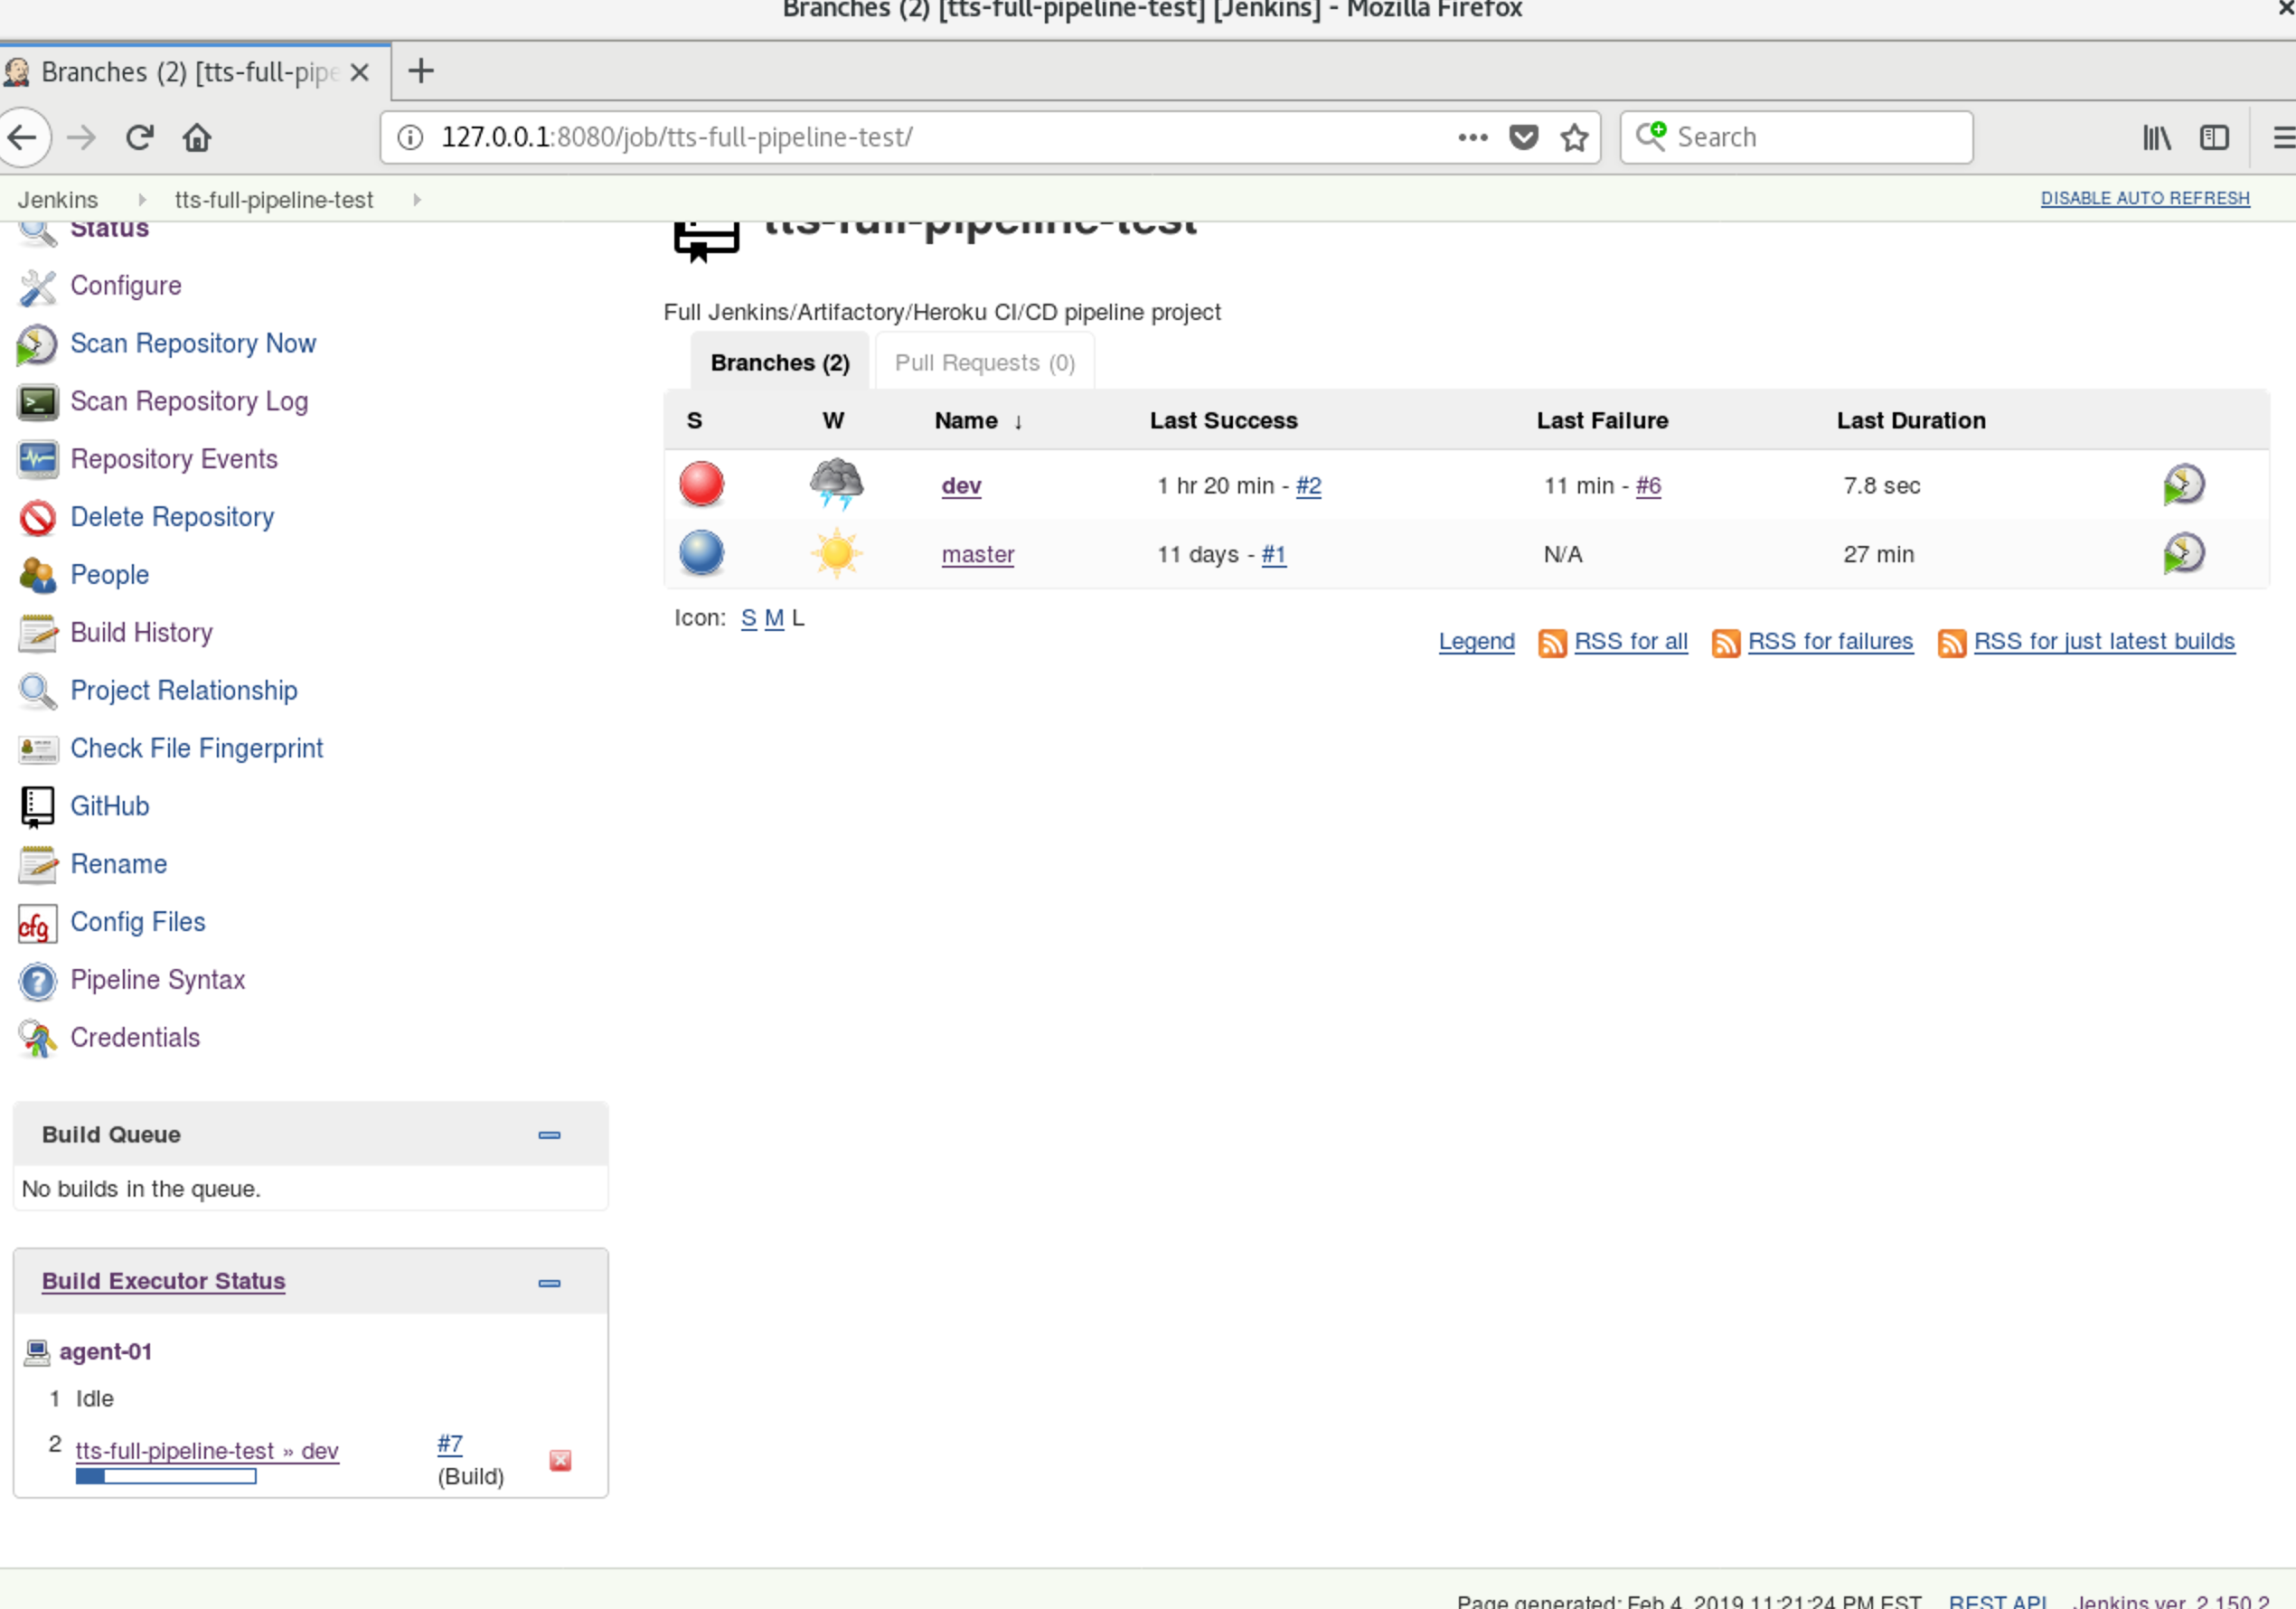 Branches (2) [tts-full-pipeline-test] [Jenkins] - Mozilla Firefox
Branches (2) [tts-full-pipe
127.0.0.1:8080/job/tts-full-pipeline-test/
Search
Jenkins tts-full-pipeline-test
DISABLE AUTO REFRESH
Status
Configure
Scan Repository Now
Scan Repository Log
Repository Events
Delete Repository
People
Build History
Project Relationship
Check File Fingerprint
GitHub
Rename
cfg Config Files
Pipeline Syntax
Credentials
Build Queue
No builds in the queue.
Build Executor Status
agent-01
1 Idle
2 tts-full-pipeline-test » dev #7
(Build)
tts-full-pipeline-test
Full Jenkins/Artifactory/Heroku CI/CD pipeline project
Branches (2) Pull Requests (0)
S W Name ↓ Last Success Last Failure Last Duration
dev 1 hr 20 min - #2 11 min - #6 7.8 sec
master 11 days - #1 N/A 27 min
Icon: S M L
Legend RSS for all RSS for failures RSS for just latest builds
Page generated: Feb 4, 2019 11:21:24 PM EST REST API Jenkins ver. 2.150.2